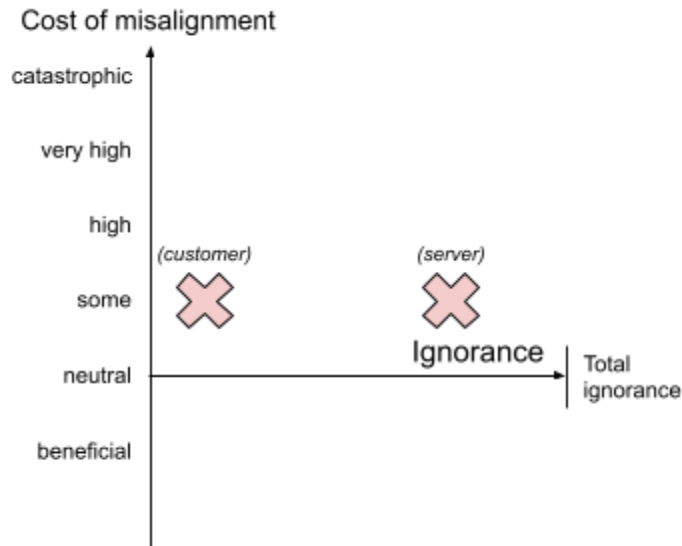 Cost of misalignment
catastrophic
very high
high
(customer)
(server)
some
Ignorance
neutral
Total
ignorance
beneficial